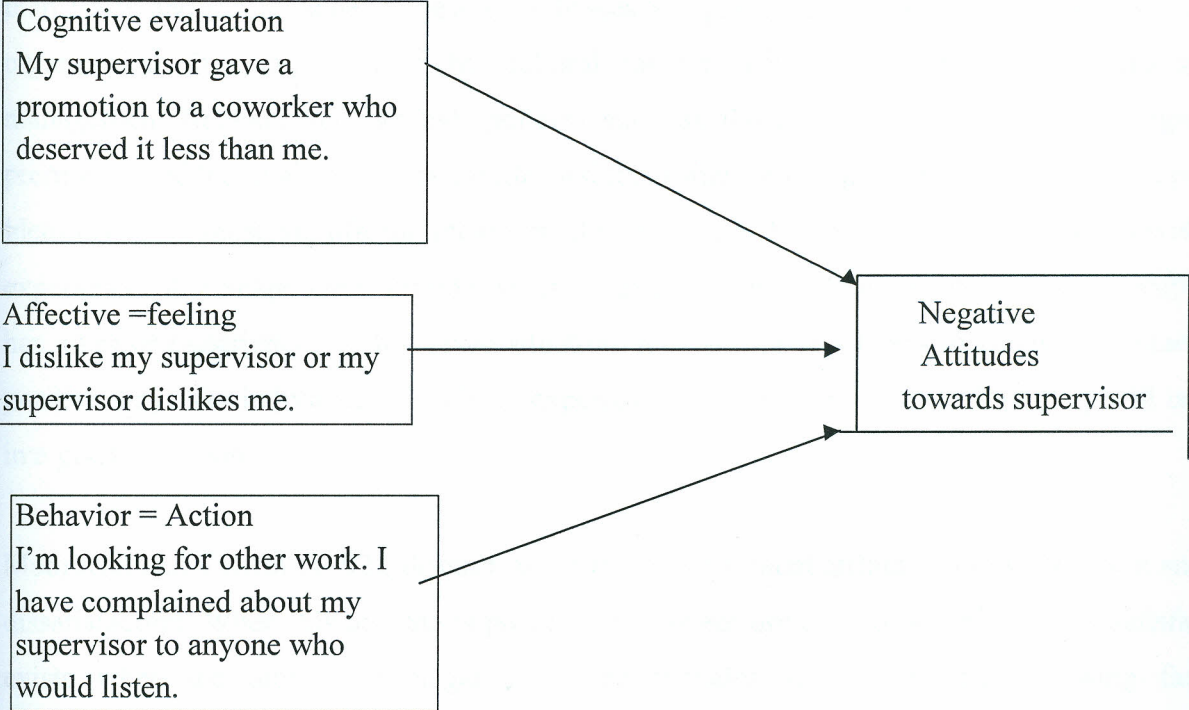 Cognitive evaluation
My supervisor gave a
promotion to a coworker who
deserved it less than me.
Affective =feeling
I dislike my supervisor or my
supervisor dislikes me.
Behavior = Action
I'm looking for other work. I
have complained about my
supervisor to anyone who
would listen.
Negative
Attitudes
towards supervisor